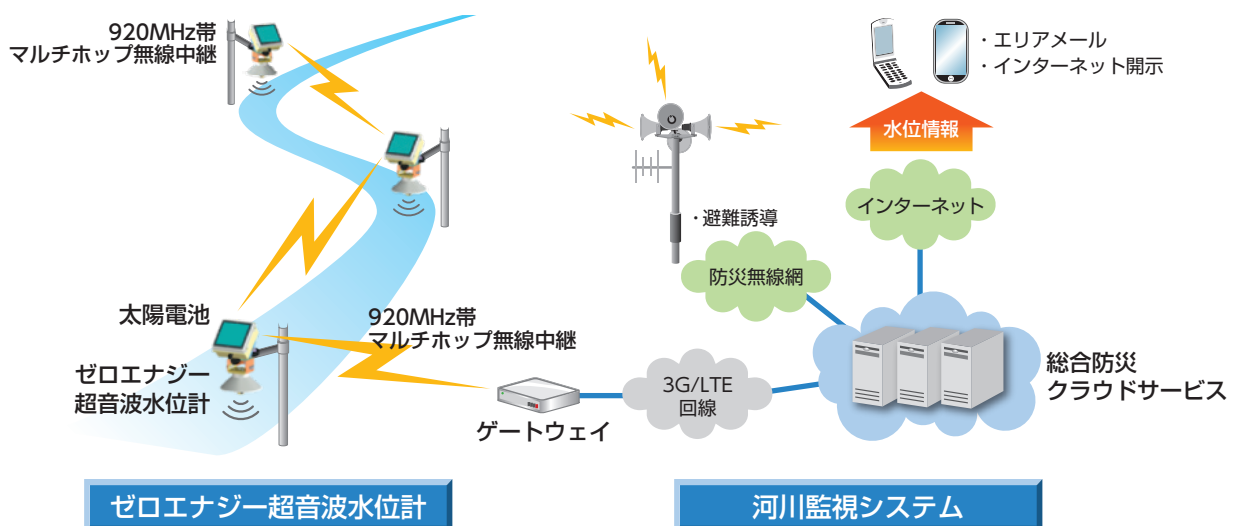 920MHz帯
マルチホップ無線中継
・エリアメール
・インターネット開示
水位情報
インターネット
・避難誘導
防災無線網
太陽電池
920MHz帯
マルチホップ無線中継
ゼロエナジー
超音波水位計
3G/LTE
回線
総合防災
クラウドサービス
ゲートウェイ
ゼロエナジー超音波水位計
河川監視システム